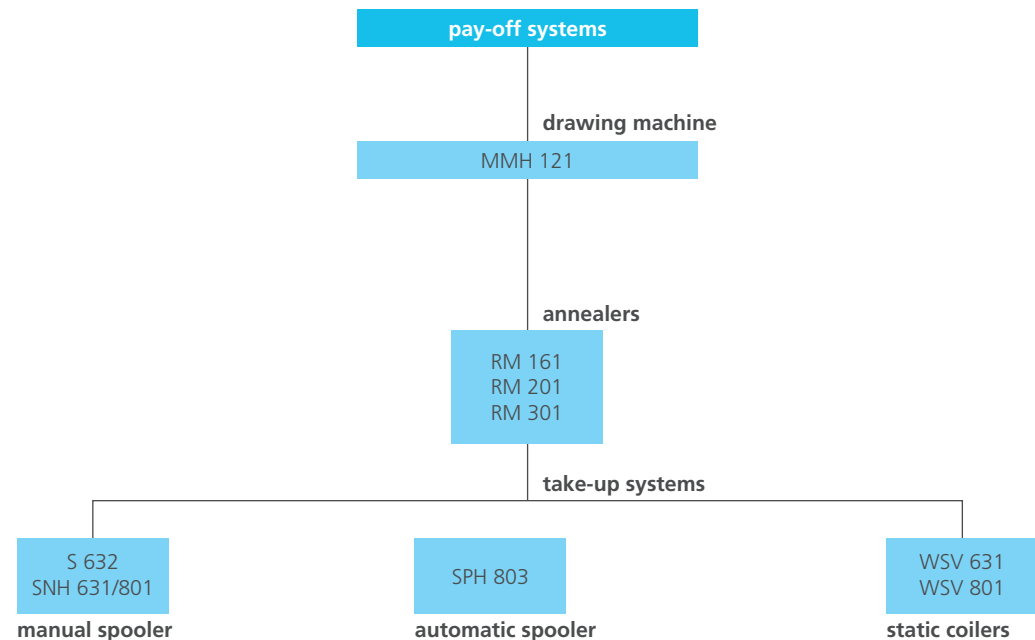 pay-off systems
drawing machine
MMH 121
annealers
RM 161
RM 201
RM 301
take-up systems
S 632
SNH 631/801
manual spooler
SPH 803
automatic spooler
WSV 631
WSV 801
static coilers